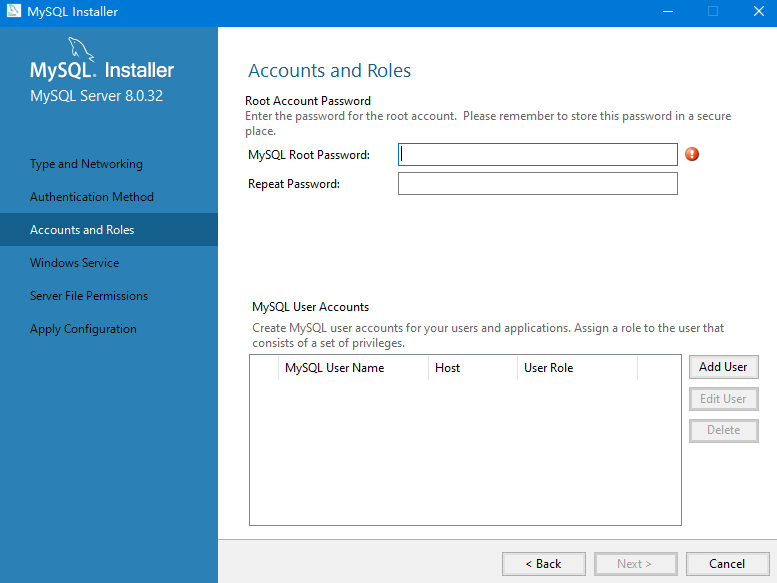 MySQL Installer
MySQL. Installer
MySQL Server 8.0.32
Type and Networking
Authentication Method
Accounts and Roles
Windows Service
Server File Permissions
Apply Configuration
Accounts and Roles
Root Account Password
Enter the password for the root account.  Please remember to store this password in a secure
place.
MySQL Root Password:
Repeat Password:
MySQL User Accounts
Create MySQL user accounts for your users and applications. Assign a role to the user that
consists of a set of privileges.
MySQL User Name Host User Role
Add User
Edit User
Delete
< Back Next > Cancel